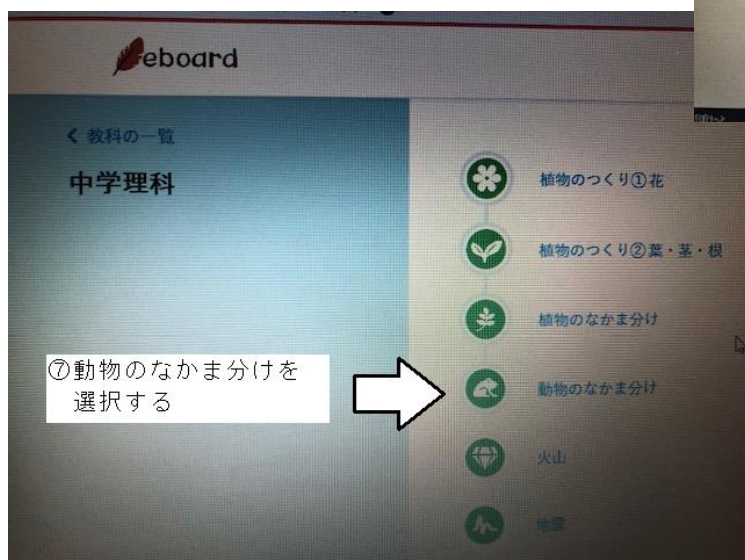 eboard
< 教科の一覧
中学理科
植物のつくり①花
植物のつくり②葉・茎・根
植物のなかま分け
⑦動物のなかま分けを
選択する
動物のなかま分け
火山
地震